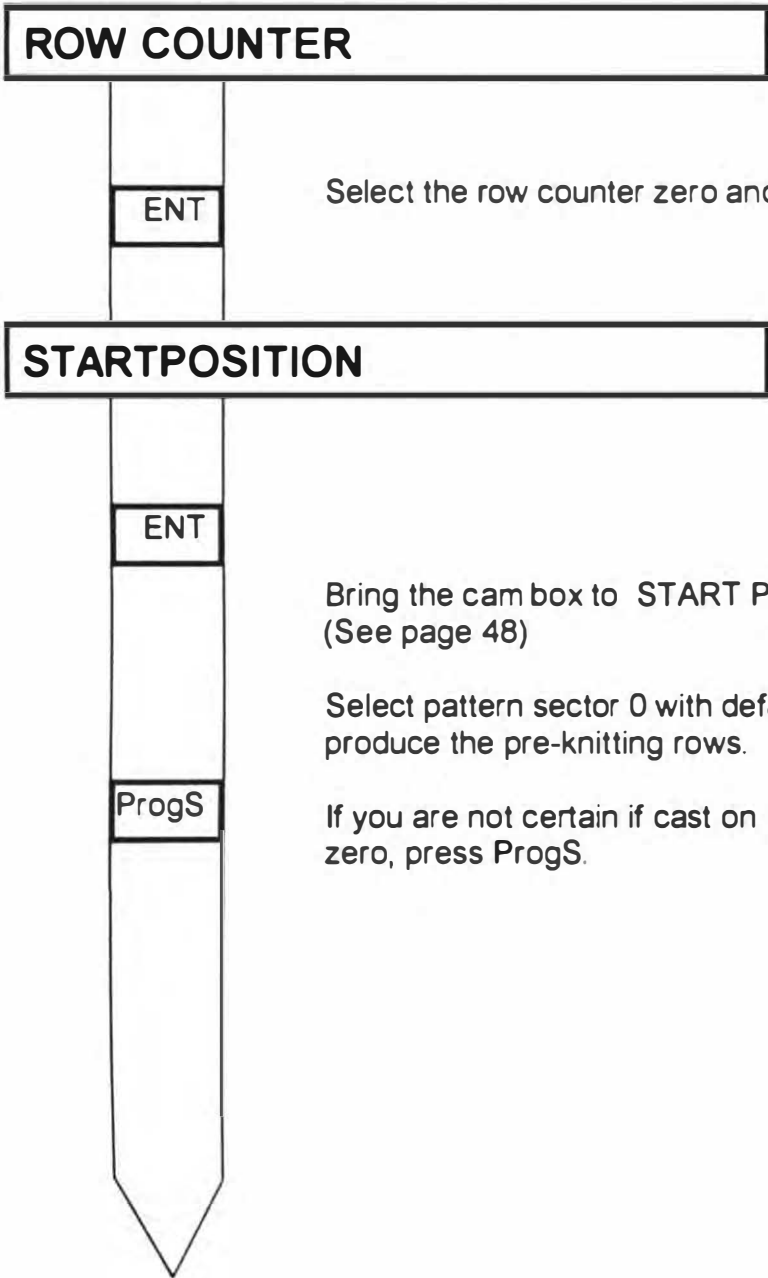 ROW COUNTER
ENT
Select the row counter zero and
STARTPOSITION
ENT
Bring the cam box to START P
(See page 48)
Select pattern sector 0 with defa
produce the pre-knitting rows.
ProgS
If you are not certain if cast on
zero, press ProgS.